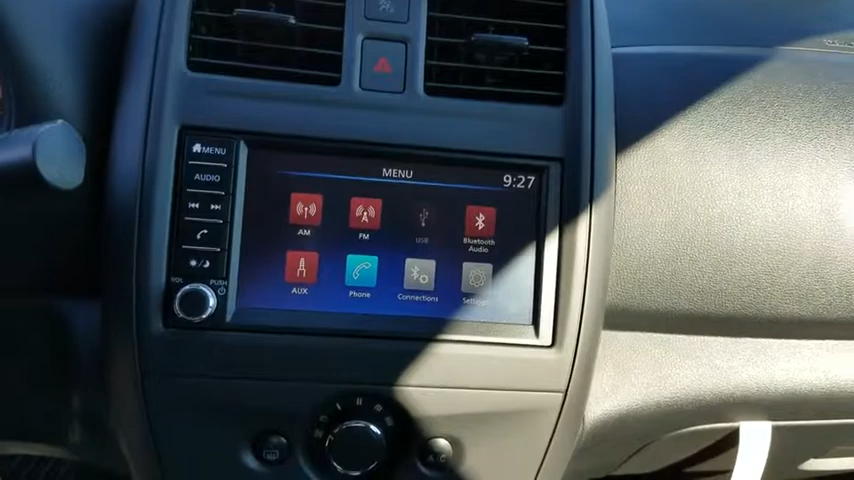 MENU
AUDIO
VOL
PUSH
MENU
9:27
AM
FM
USB
Bluetooth
Audio
AUX
Phone
Connections
Settings
A/C